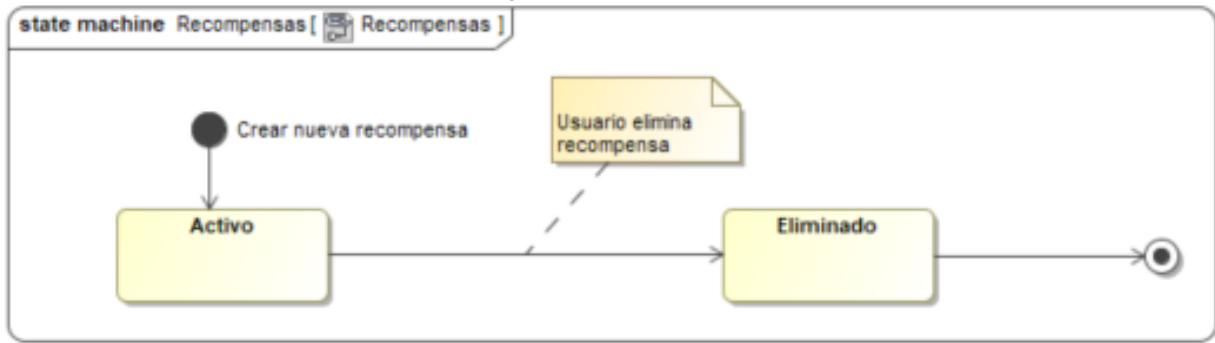 state machine Recompensas [ Recompensas ]
Crear nueva recompensa
Usuario elimina
recompensa
Activo
Eliminado